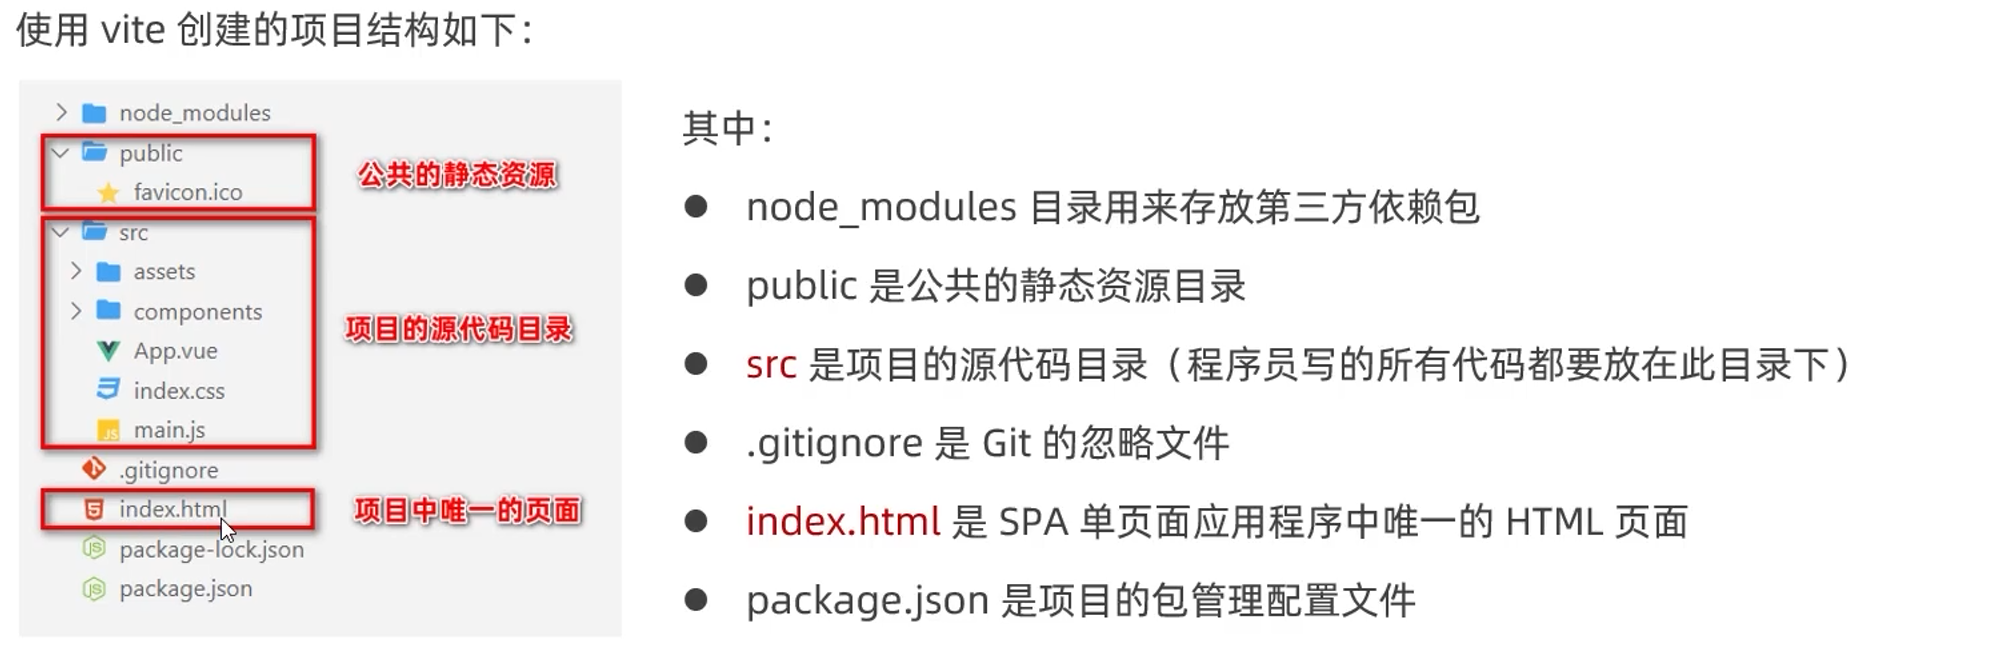 使用 vite 创建的项目结构如下：
node_modules
public
favicon.ico
公共的静态资源
src
assets
components
App.vue
index.css
main.js
项目的源代码目录
.gitignore
index.html
项目中唯一的页面
package-lock.json
package.json
其中：
node_modules 目录用来存放第三方依赖包
public 是公共的静态资源目录
src 是项目的源代码目录（程序员写的所有代码都要放在此目录下）
.gitignore 是 Git 的忽略文件
index.html 是 SPA 单页面应用程序中唯一的 HTML 页面
package.json 是项目的包管理配置文件